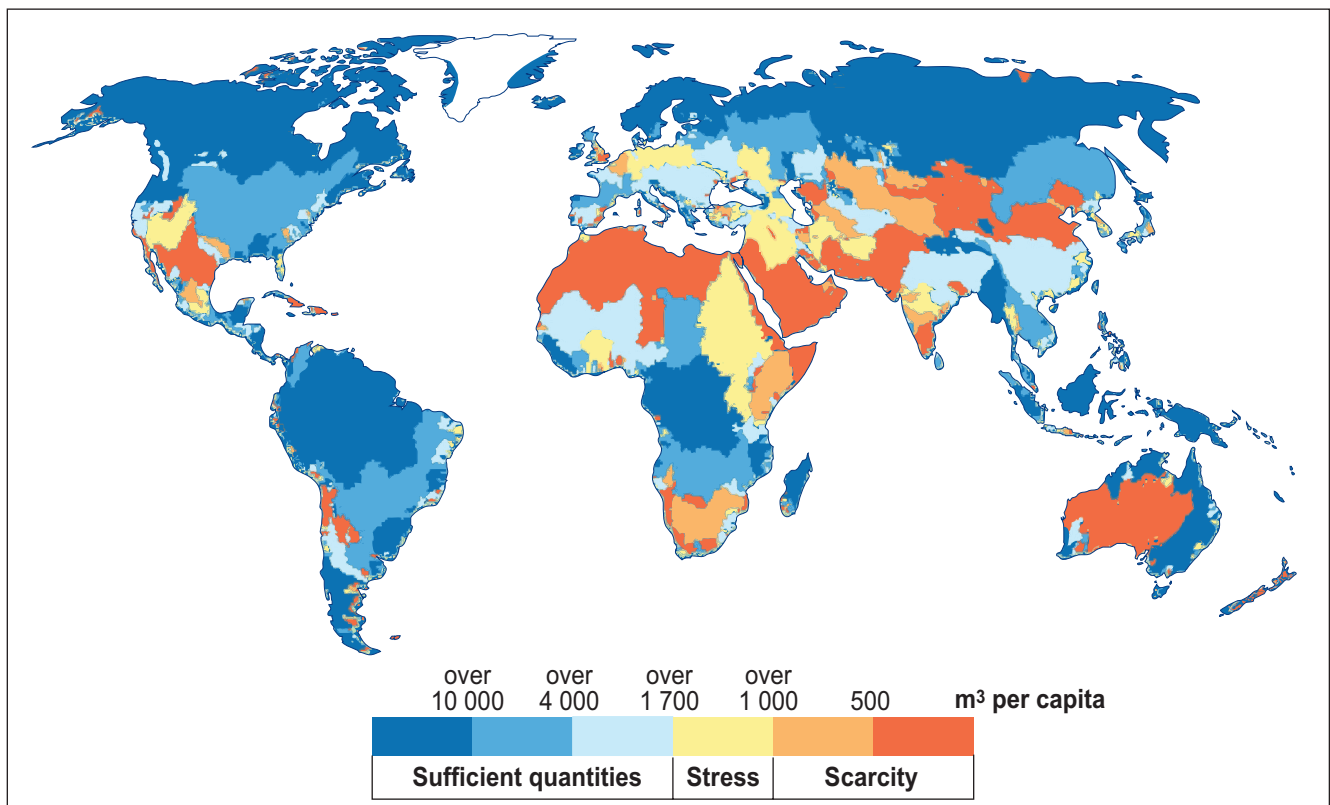 over over over over
10 000 4 000 1 700 1 000 500 m³ per capita
Sufficient quantities Stress Scarcity